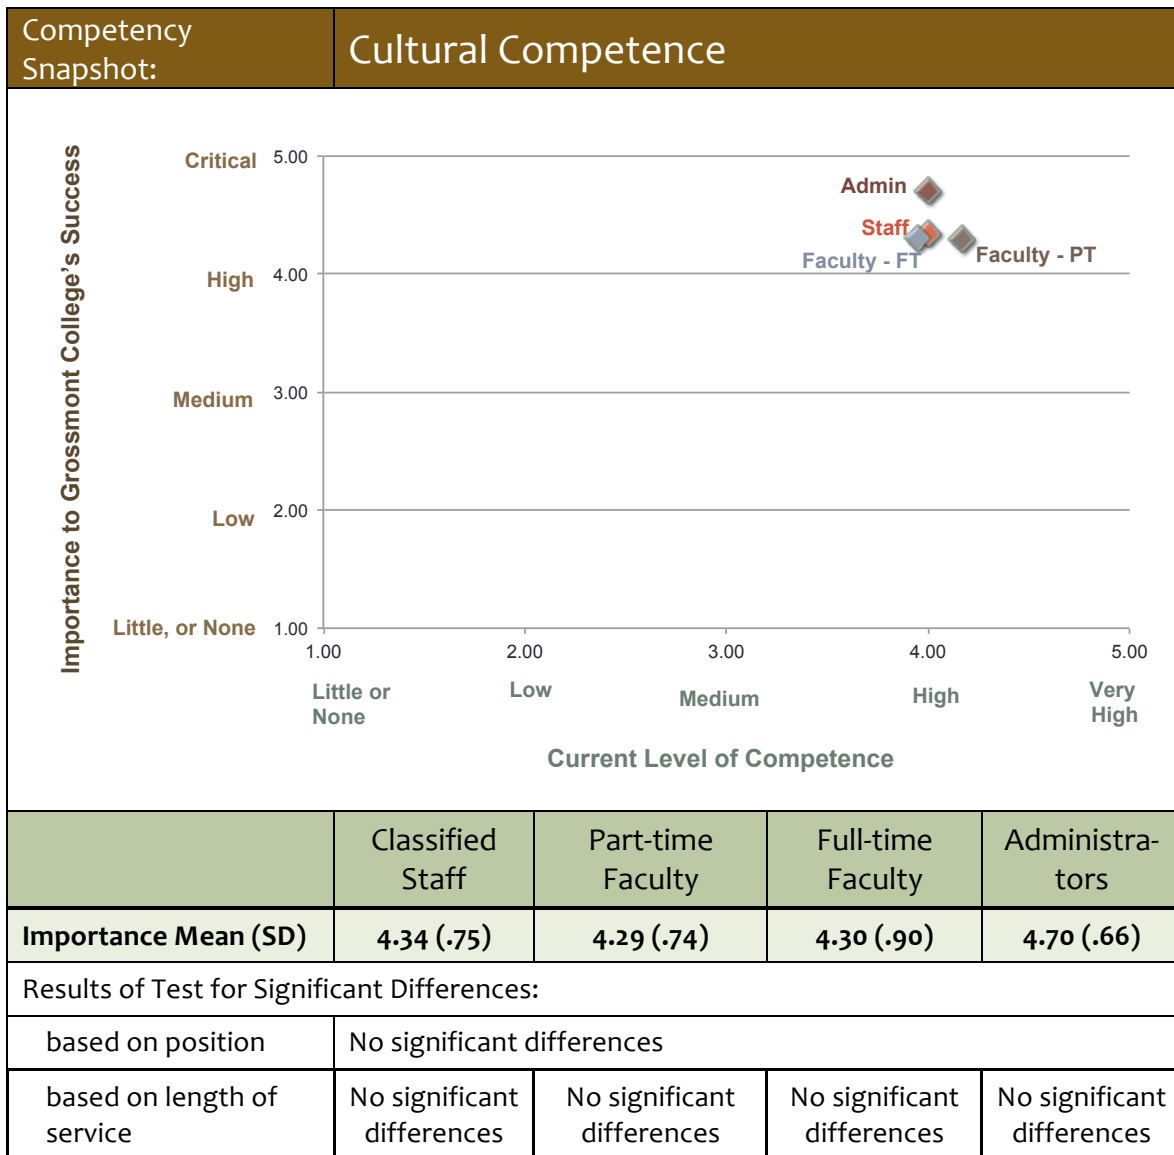 Competency
Snapshot:
Cultural Competence
Importance to Grossmont College's Success
Critical 5.00
High 4.00
Medium 3.00
Low 2.00
Little, or None 1.00
Admin
Staff
Faculty - FT
Faculty - PT
1.00 2.00 3.00 4.00 5.00
Little or
None
Low
Medium
High
Very
High
Current Level of Competence
Classified
Staff
Part-time
Faculty
Full-time
Faculty
Administra-
tors
Importance Mean (SD) 4.34 (.75) 4.29 (.74) 4.30 (.90) 4.70 (.66)
Results of Test for Significant Differences:
based on position No significant differences
based on length of
service
No significant
differences
No significant
differences
No significant
differences
No significant
differences